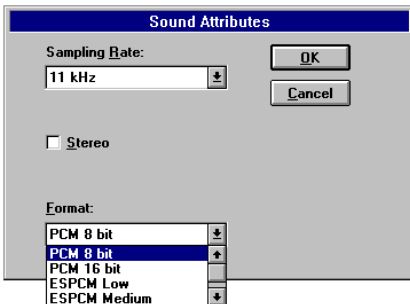 Sound Attributes
Sampling Rate:
OK
11 kHz
Cancel
Stereo
Format:
PCM 8 bit
PCM 8 bit
PCM 16 bit
ESPCM Low
ESPCM Medium